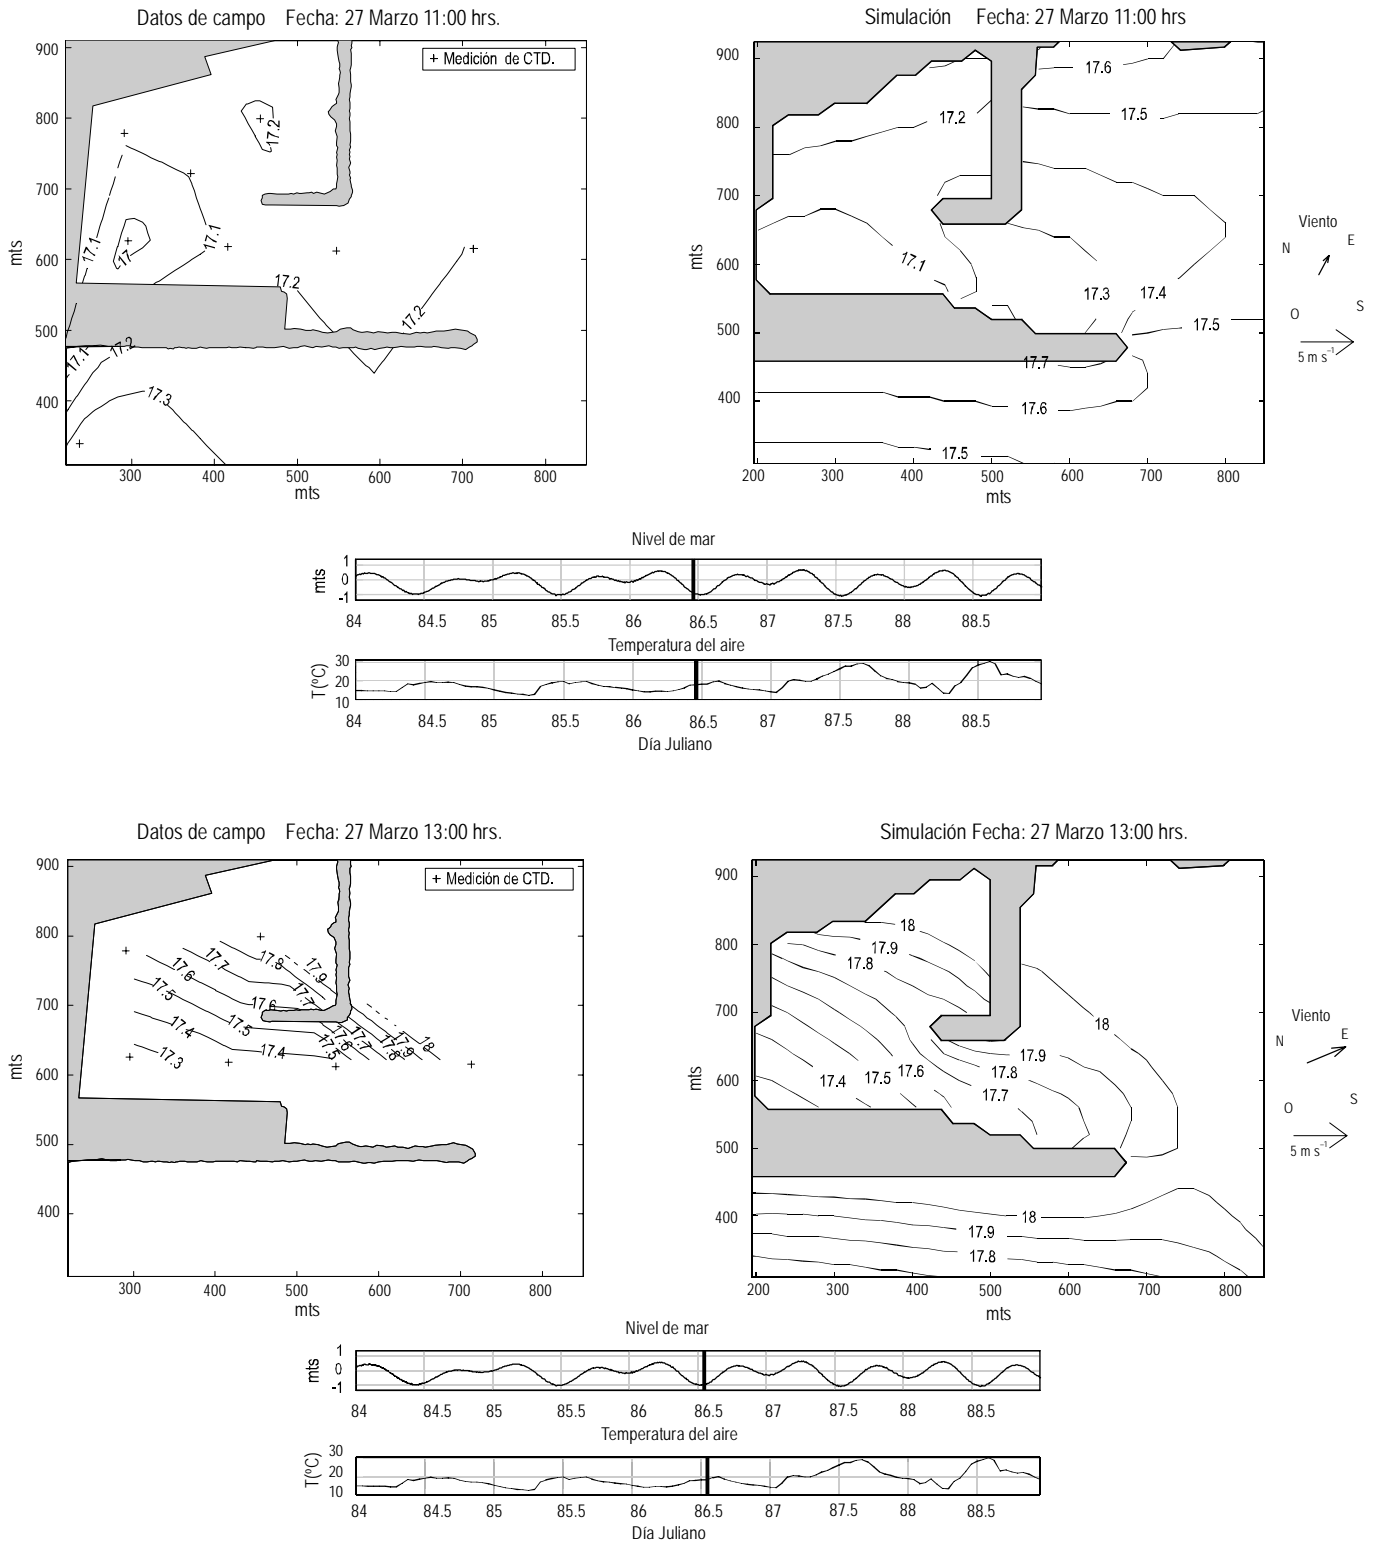 Datos de campo Fecha: 27 Marzo 11:00 hrs.
+ Medición de CTD.
900
800
700
600
500
400
mts
17.2
17.1
17.1
17
17.2
17.2
17.1
17.2
17.3
300 400 500 600 700 800
mts
Simulación Fecha: 27 Marzo 11:00 hrs
900
800
700
600
500
400
mts
17.6
17.5
17.2
17.1
17.3
17.4
17.5
17.7
17.6
17.5
200 300 400 500 600 700 800
mts
Viento
N E
O S
5 m s⁻¹
Nivel de mar
mts
1
0
-1
84 84.5 85 85.5 86 86.5 87 87.5 88 88.5
Temperatura del aire
T(ºC)
30
20
10
84 84.5 85 85.5 86 86.5 87 87.5 88 88.5
Día Juliano
Datos de campo Fecha: 27 Marzo 13:00 hrs.
+ Medición de CTD.
900
800
700
600
500
400
mts
17.9
17.8
17.7
17.6
17.5
17.4
17.3
17.7
17.6
17.5
17.4
17.6
17.5
17.7
17.8
17.9
18
300 400 500 600 700 800
mts
Simulación Fecha: 27 Marzo 13:00 hrs.
900
800
700
600
500
400
mts
18
17.9
17.8
18
17.9
17.8
17.7
17.6
17.5
17.4
18
17.9
17.8
200 300 400 500 600 700 800
mts
Viento
N E
O S
5 m s⁻¹
Nivel de mar
mts
1
0
-1
84 84.5 85 85.5 86 86.5 87 87.5 88 88.5
Temperatura del aire
T(ºC)
30
20
10
84 84.5 85 85.5 86 86.5 87 87.5 88 88.5
Día Juliano